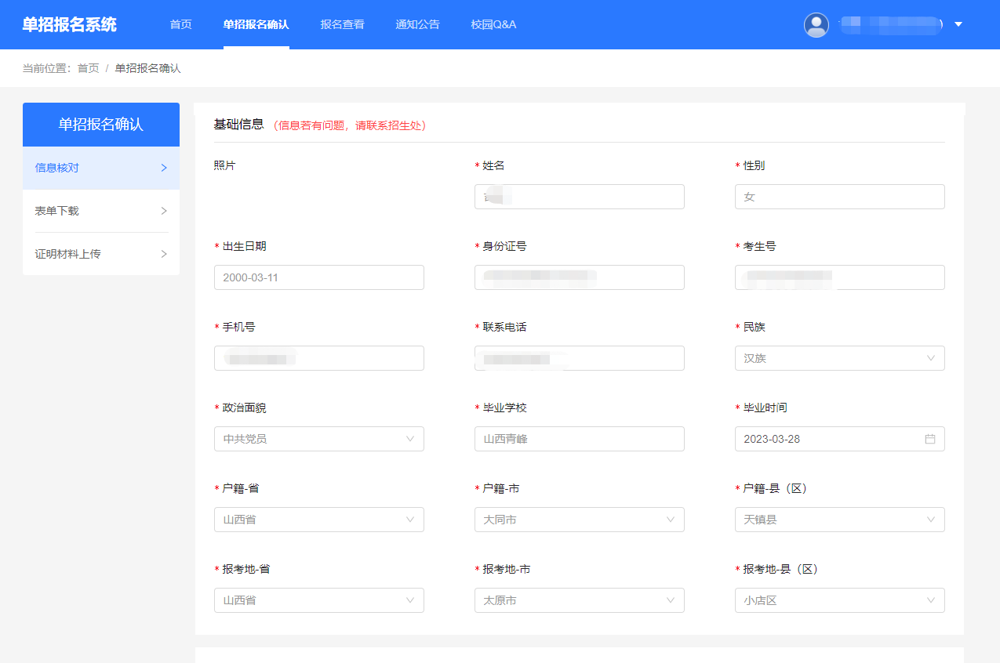 单招报名系统 首页 单招报名确认 报名查看 通知公告 校园Q&A
当前位置：首页 / 单招报名确认
单招报名确认
信息核对
表单下载
证明材料上传
基础信息 （信息若有问题，请联系招生处）
照片 * 姓名 * 性别
女
* 出生日期 * 身份证号 * 考生号
2000-03-11
* 手机号 * 联系电话 * 民族
汉族
* 政治面貌 * 毕业学校 * 毕业时间
中共党员 山西青峰 2023-03-28
* 户籍-省 * 户籍-市 * 户籍-县（区）
山西省 大同市 天镇县
* 报考地-省 * 报考地-市 * 报考地-县（区）
山西省 太原市 小店区